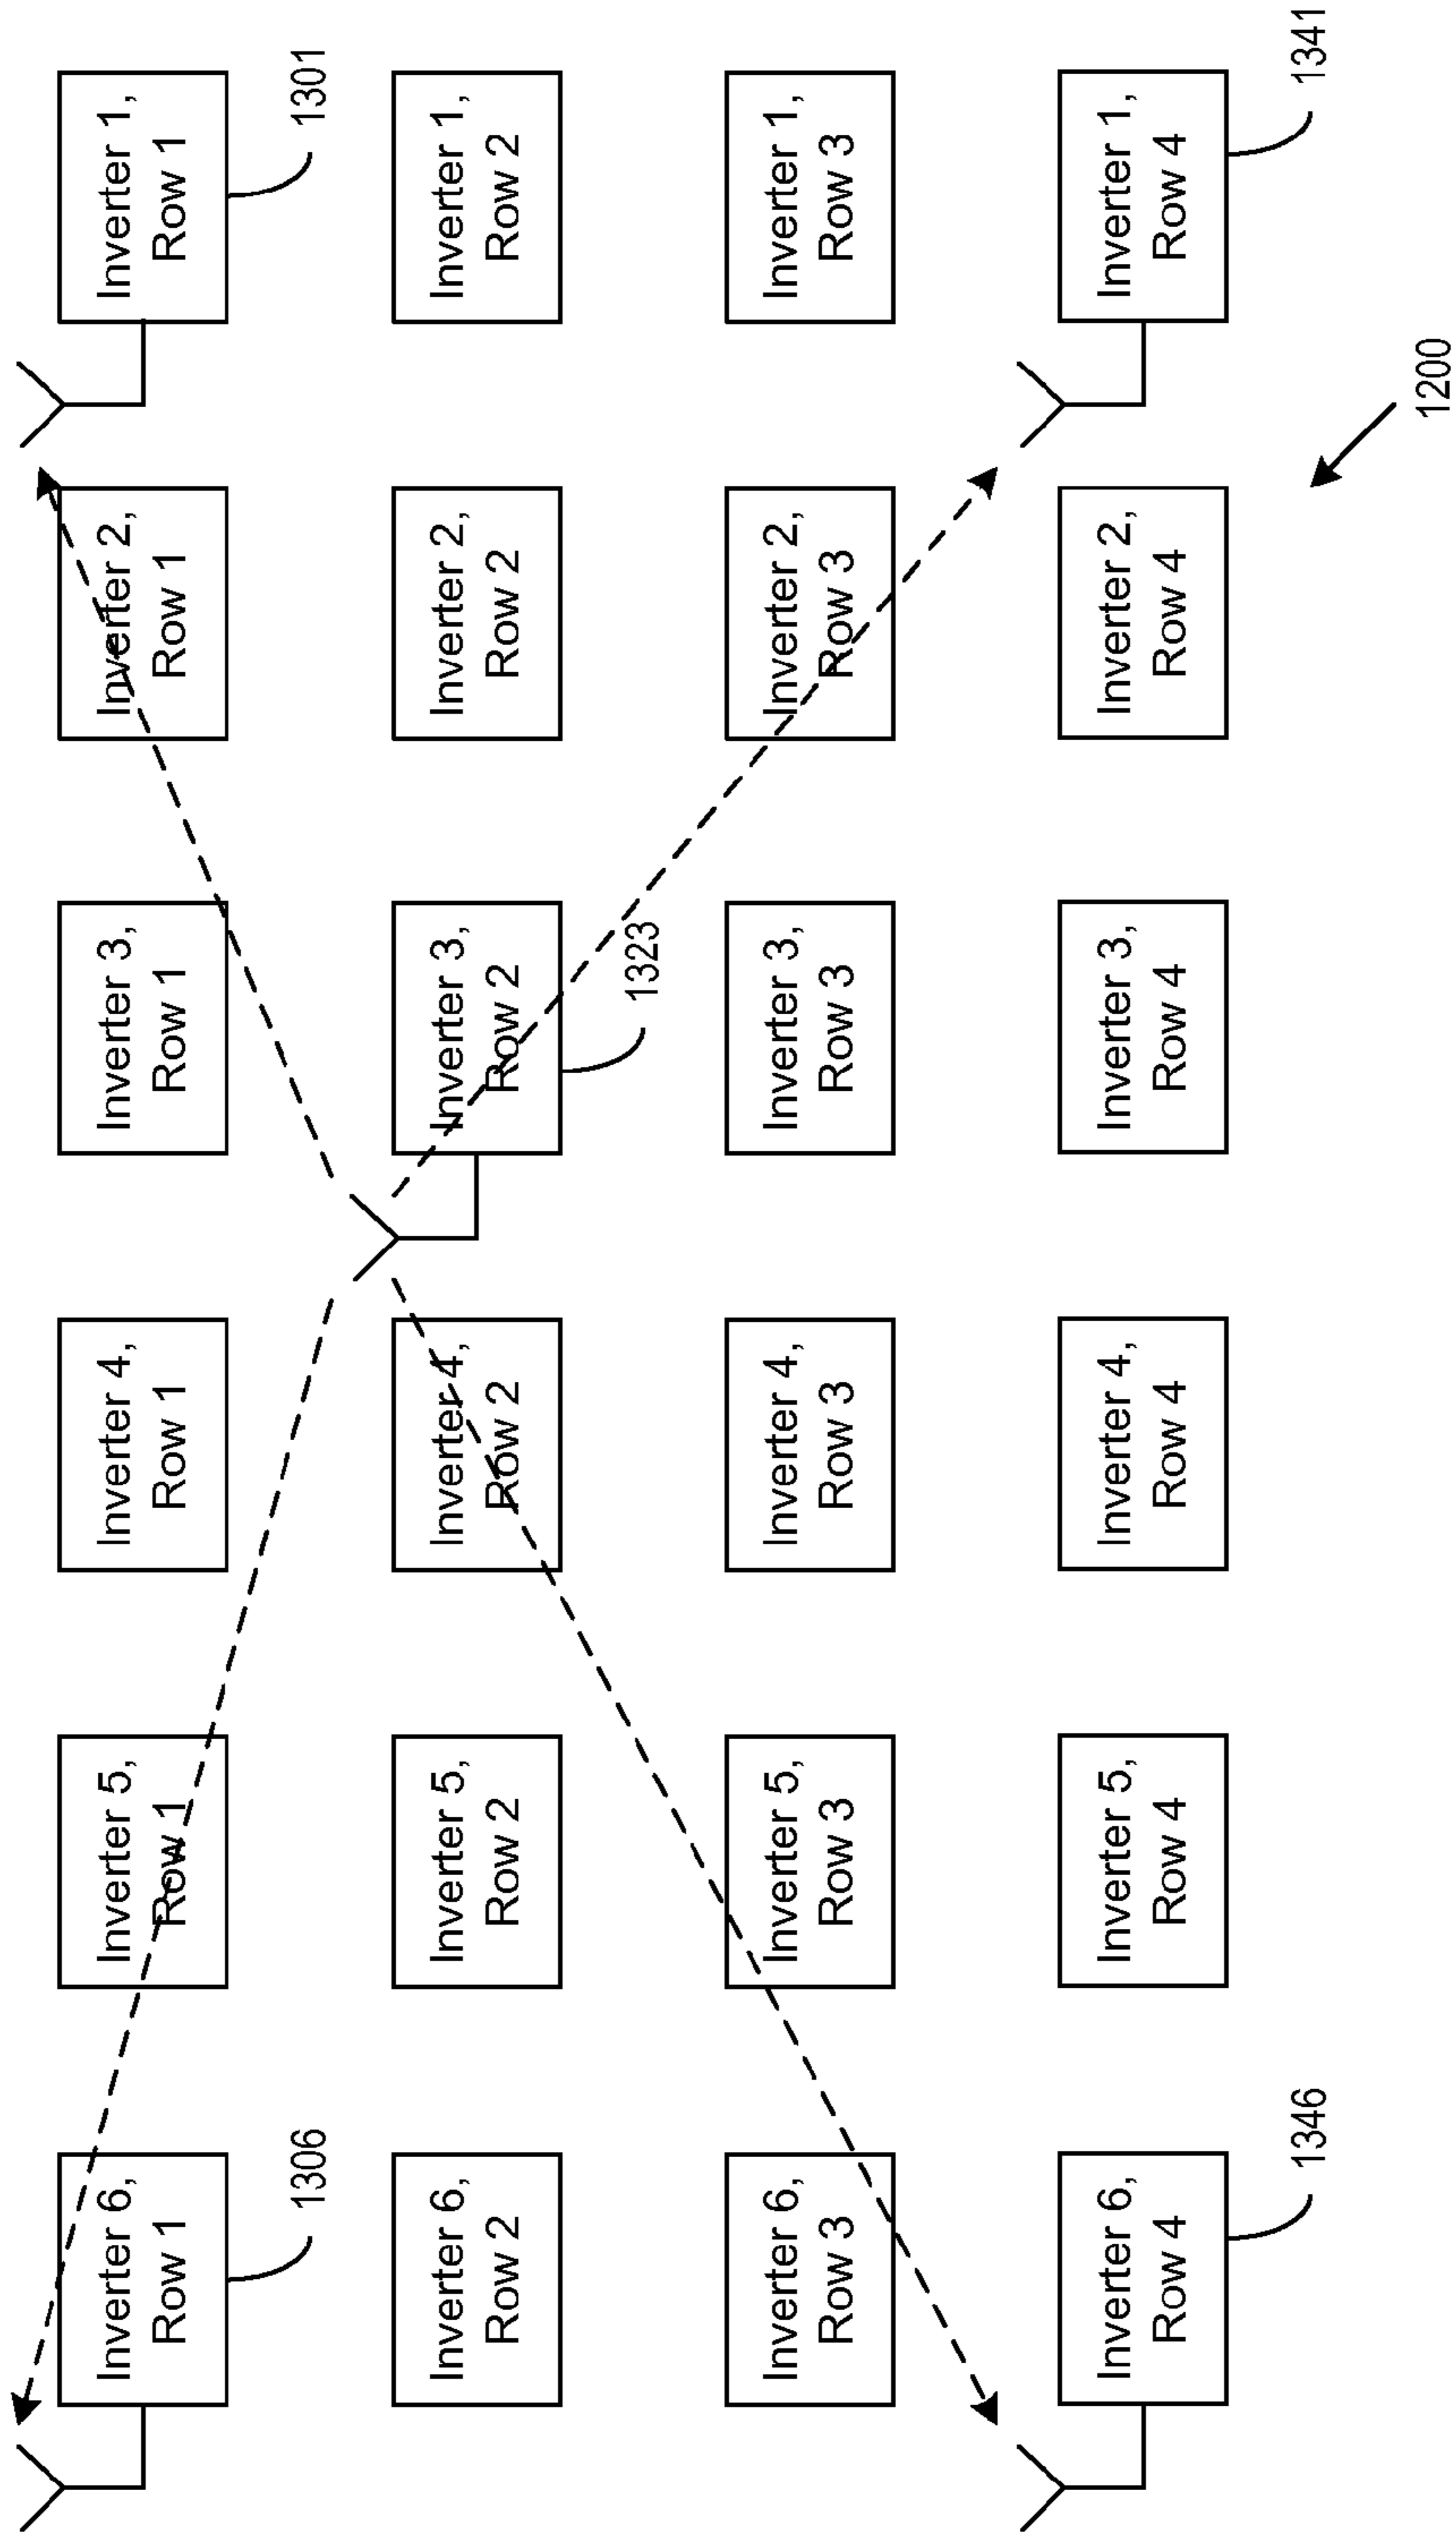 Inverter 6,
Row 1
Inverter 5,
Row 1
Inverter 4,
Row 1
Inverter 3,
Row 1
Inverter 2,
Row 1
Inverter 1,
Row 1
1306
1301
Inverter 6,
Row 2
Inverter 5,
Row 2
Inverter 4,
Row 2
Inverter 3,
Row 2
Inverter 2,
Row 2
Inverter 1,
Row 2
1323
Inverter 6,
Row 3
Inverter 5,
Row 3
Inverter 4,
Row 3
Inverter 3,
Row 3
Inverter 2,
Row 3
Inverter 1,
Row 3
Inverter 6,
Row 4
Inverter 5,
Row 4
Inverter 4,
Row 4
Inverter 3,
Row 4
Inverter 2,
Row 4
Inverter 1,
Row 4
1346
1341
1200